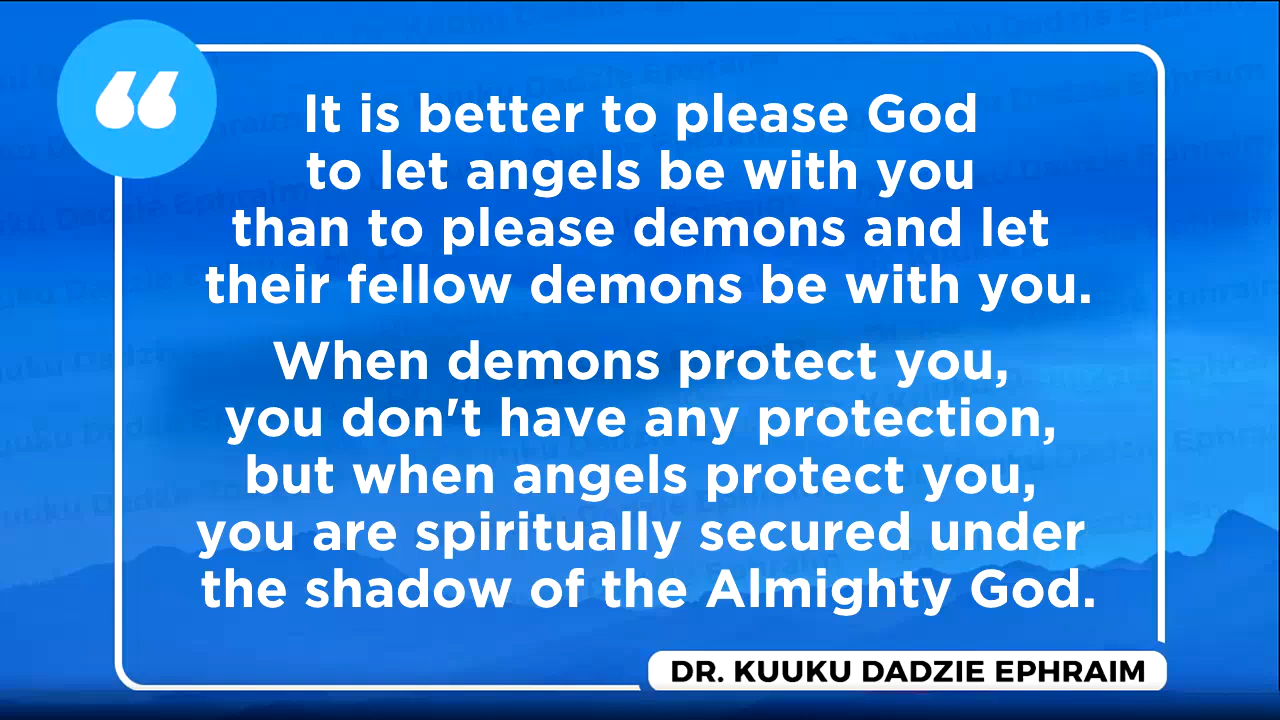 “
It is better to please God
to let angels be with you
than to please demons and let
their fellow demons be with you.
When demons protect you,
you don't have any protection,
but when angels protect you,
you are spiritually secured under
the shadow of the Almighty God.
DR. KUUKU DADZIE EPHRAIM